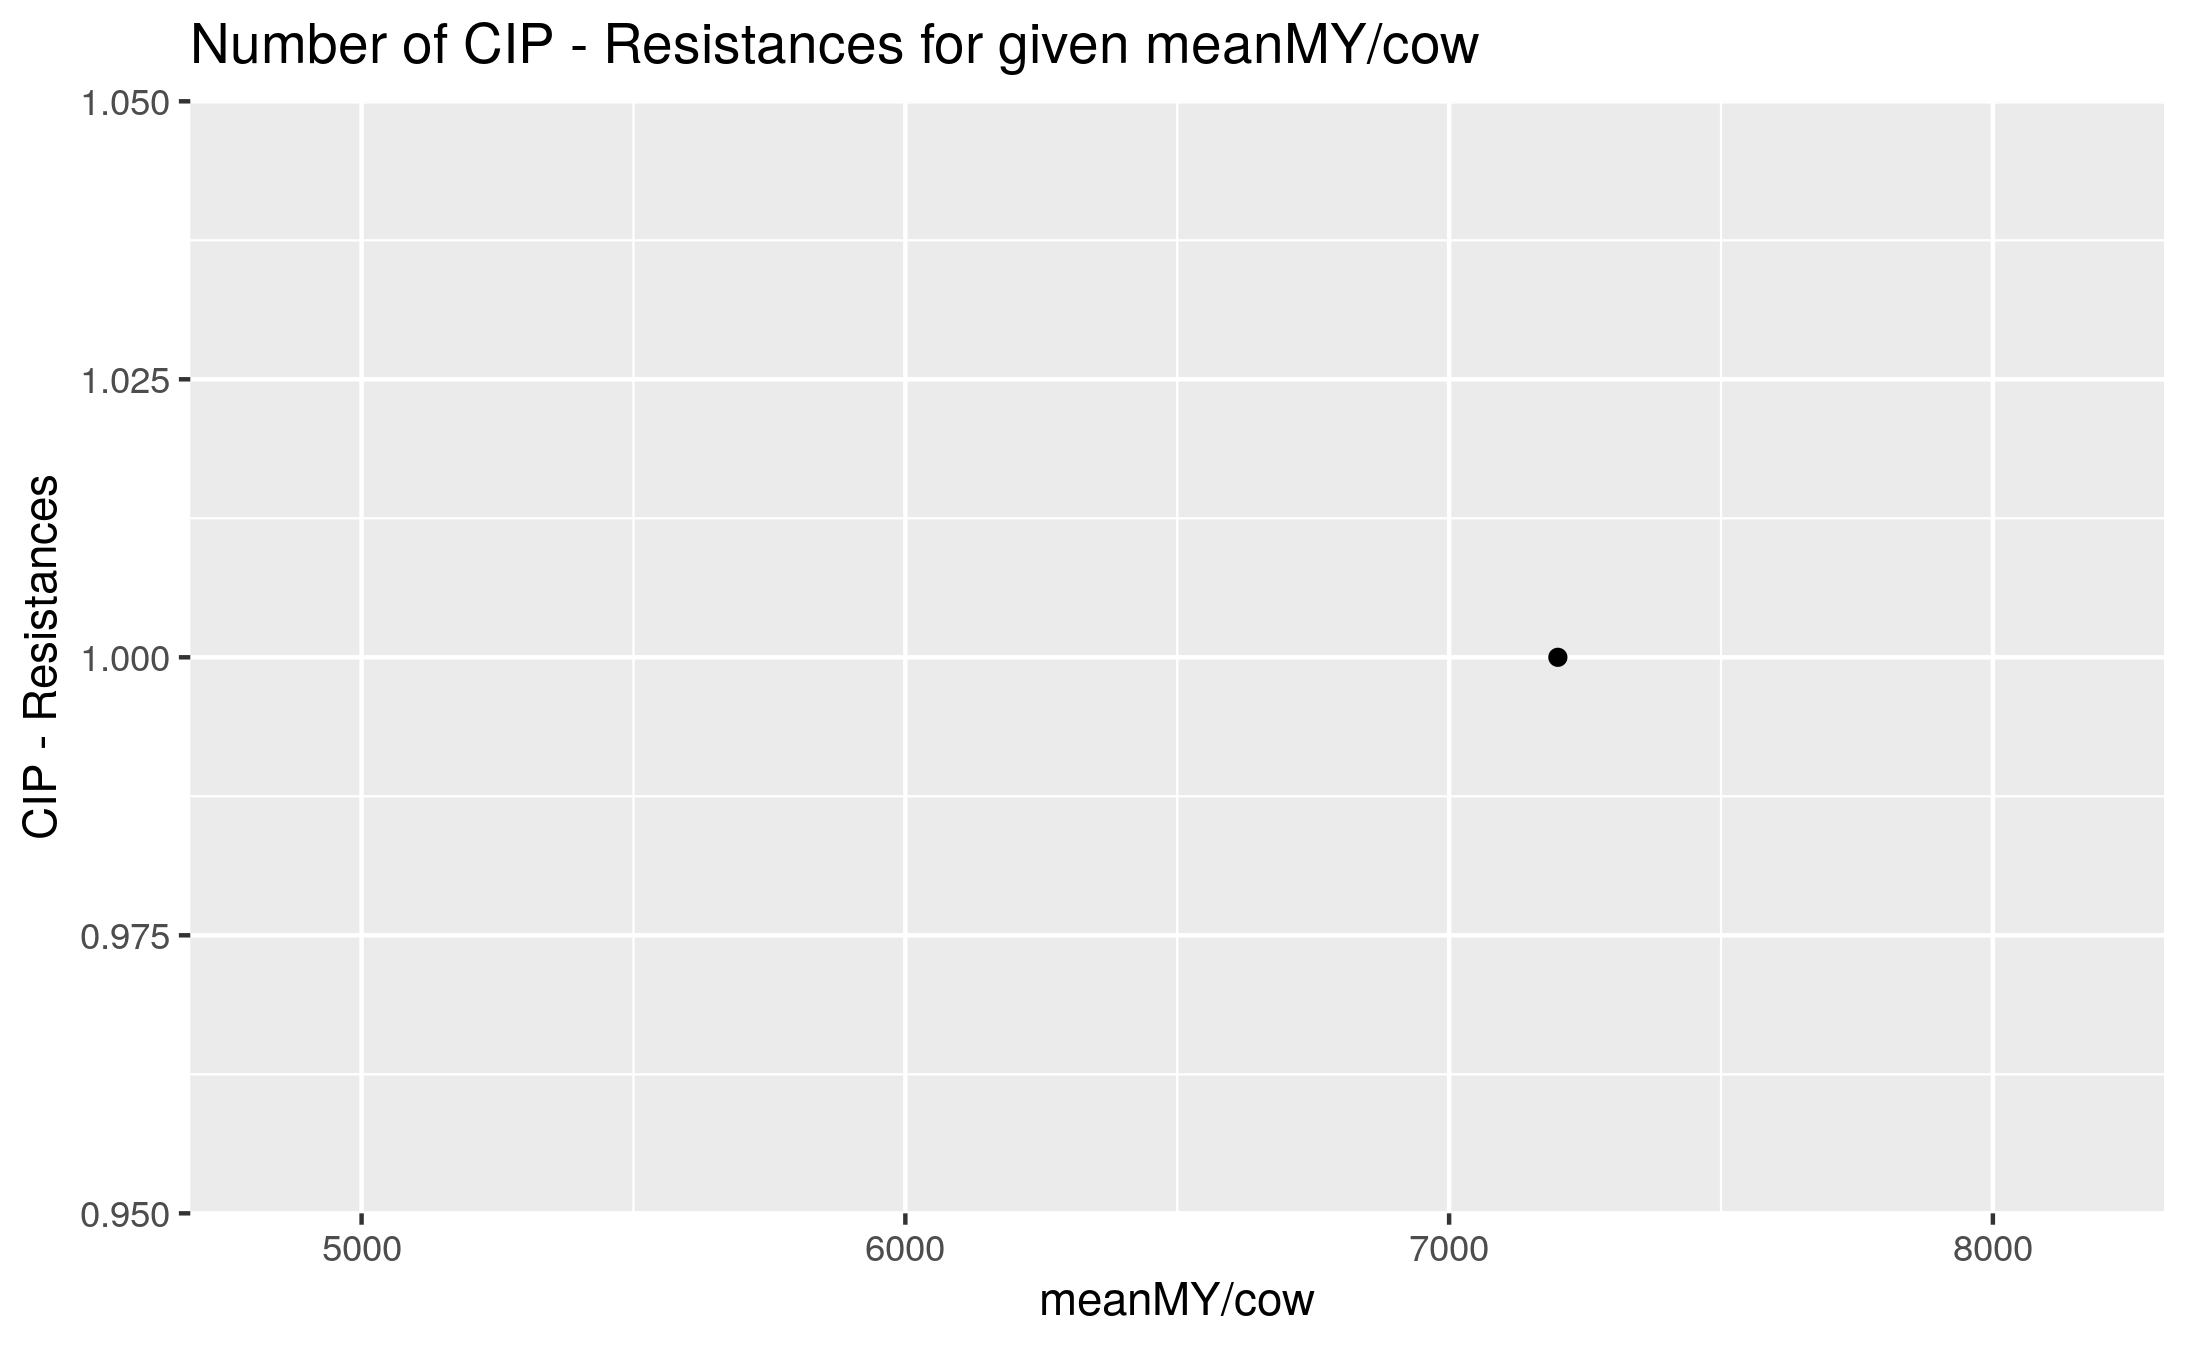 Number of CIP - Resistances for given meanMY/cow
1.050
1.025
1.000
0.975
0.950
CIP - Resistances
5000 6000 7000 8000
meanMY/cow